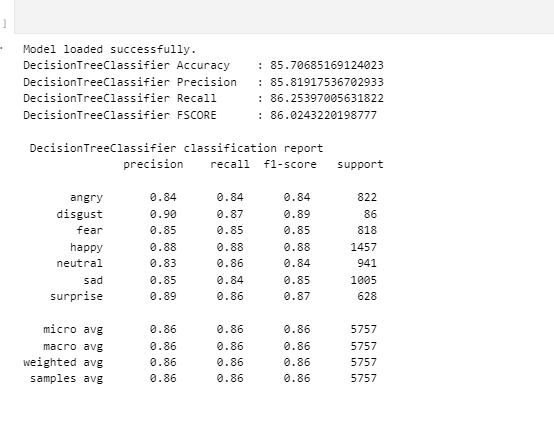 ]
Model loaded successfully.
DecisionTreeClassifier Accuracy : 85.70685169124023
DecisionTreeClassifier Precision : 85.81917536702933
DecisionTreeClassifier Recall : 86.25397005631822
DecisionTreeClassifier FSCORE : 86.0243220198777
DecisionTreeClassifier classification report
precision recall f1-score support
angry 0.84 0.84 0.84 822
disgust 0.90 0.87 0.89 86
fear 0.85 0.85 0.85 818
happy 0.88 0.88 0.88 1457
neutral 0.83 0.86 0.84 941
sad 0.85 0.84 0.85 1005
surprise 0.89 0.86 0.87 628
micro avg 0.86 0.86 0.86 5757
macro avg 0.86 0.86 0.86 5757
weighted avg 0.86 0.86 0.86 5757
samples avg 0.86 0.86 0.86 5757